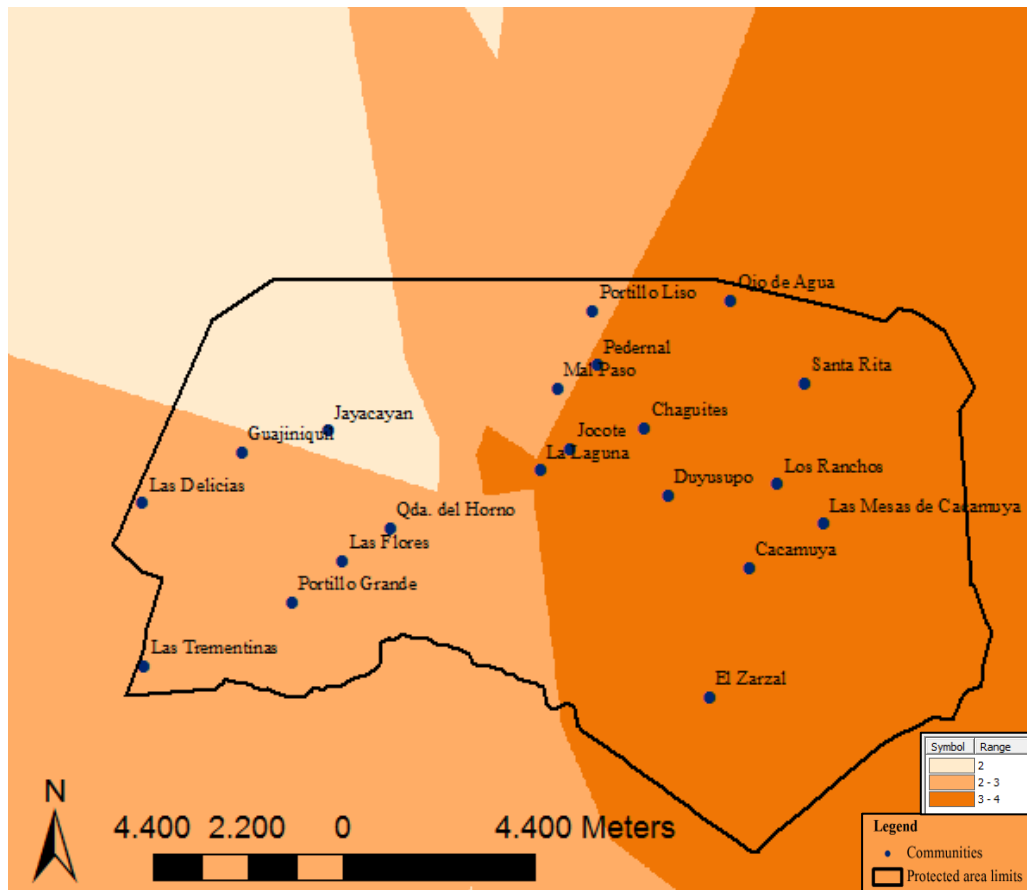 Ojo de Agua
Portillo Liso
Pedernal
Santa Rita
Mal Paso
Jayacayan
Chaguites
Guajiniquil
Jocote
La Laguna
Los Ranchos
Duyusupo
Las Delicias
Las Mesas de Cacamuya
Qda. del Horno
Las Flores
Cacamuya
Portillo Grande
Las Trementinas
El Zarzal
Symbol Range
2
2 - 3
3 - 4
N
4.400 2.200 0 4.400 Meters
Legend
Communities
Protected area limits